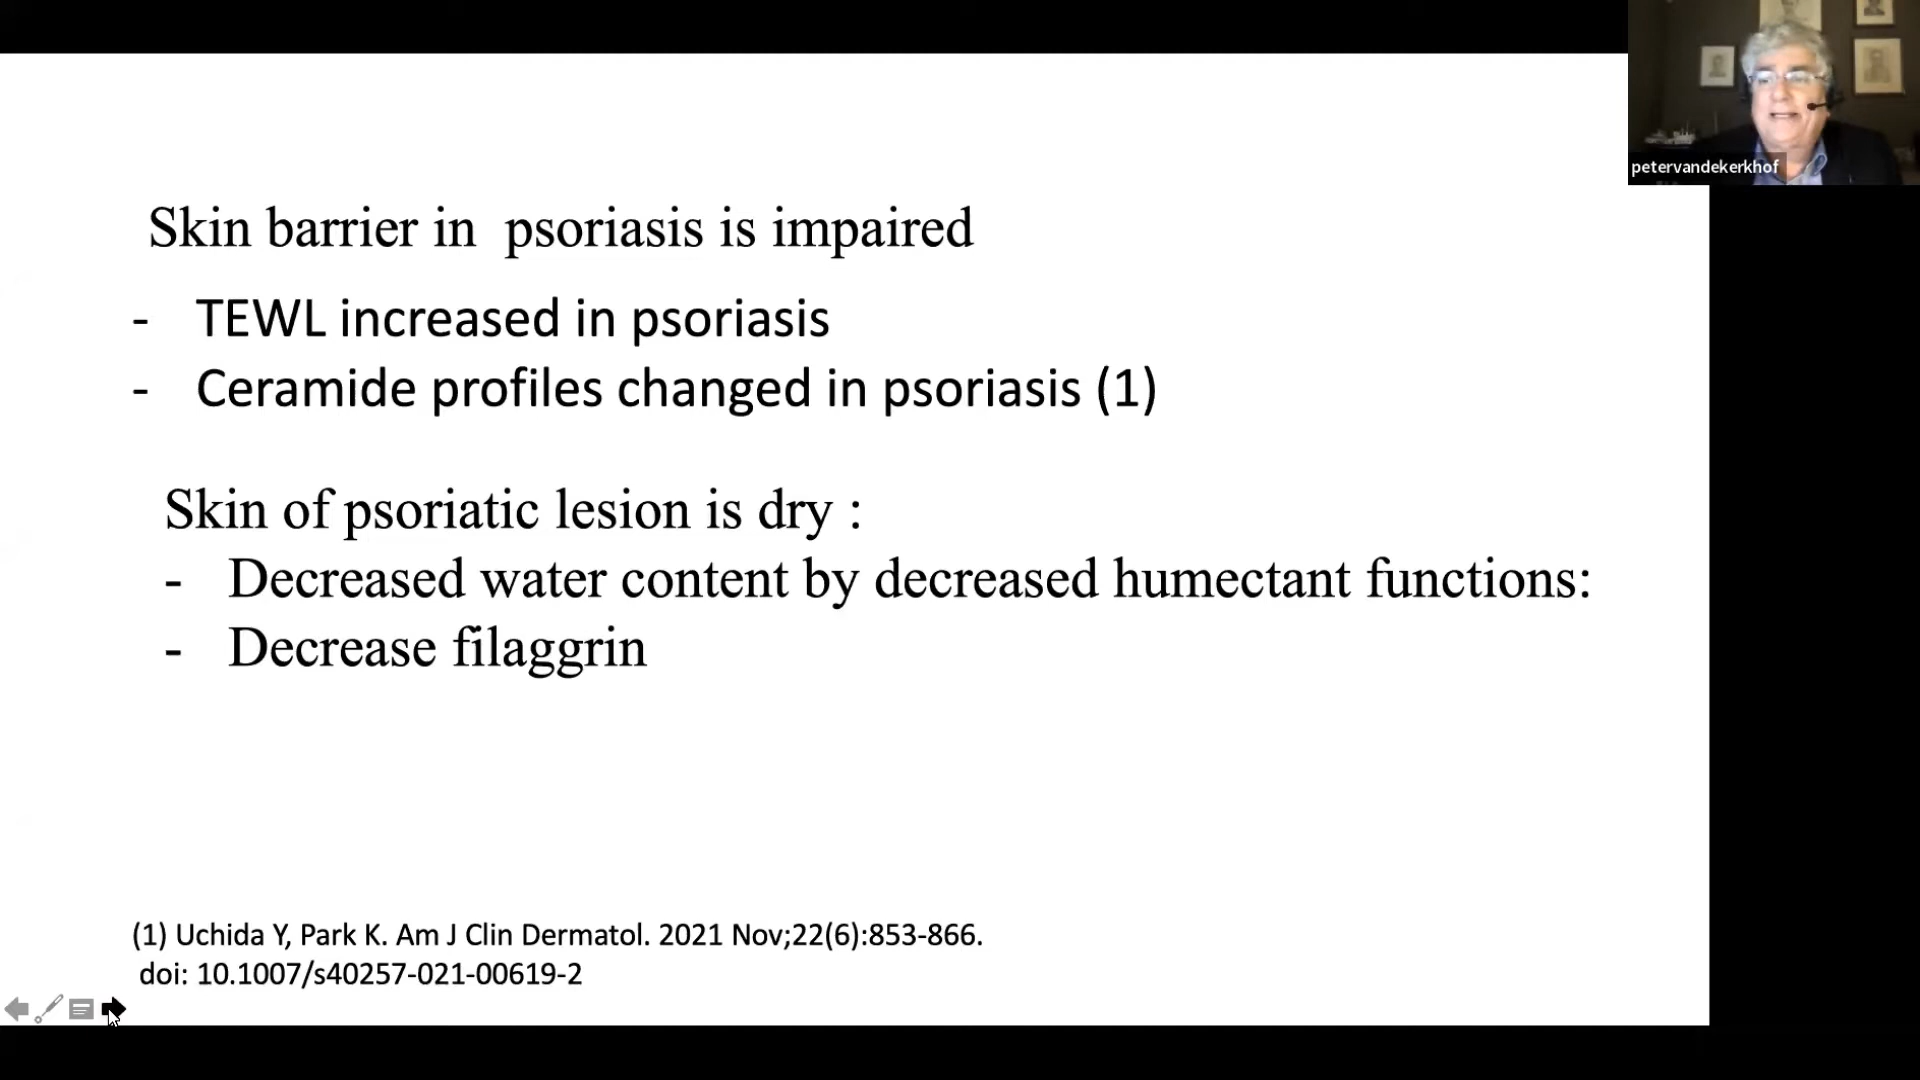 petervandekerkhof
Skin barrier in psoriasis is impaired
- TEWL increased in psoriasis
- Ceramide profiles changed in psoriasis (1)
Skin of psoriatic lesion is dry :
- Decreased water content by decreased humectant functions:
- Decrease filaggrin
(1) Uchida Y, Park K. Am J Clin Dermatol. 2021 Nov;22(6):853-866.
doi: 10.1007/s40257-021-00619-2